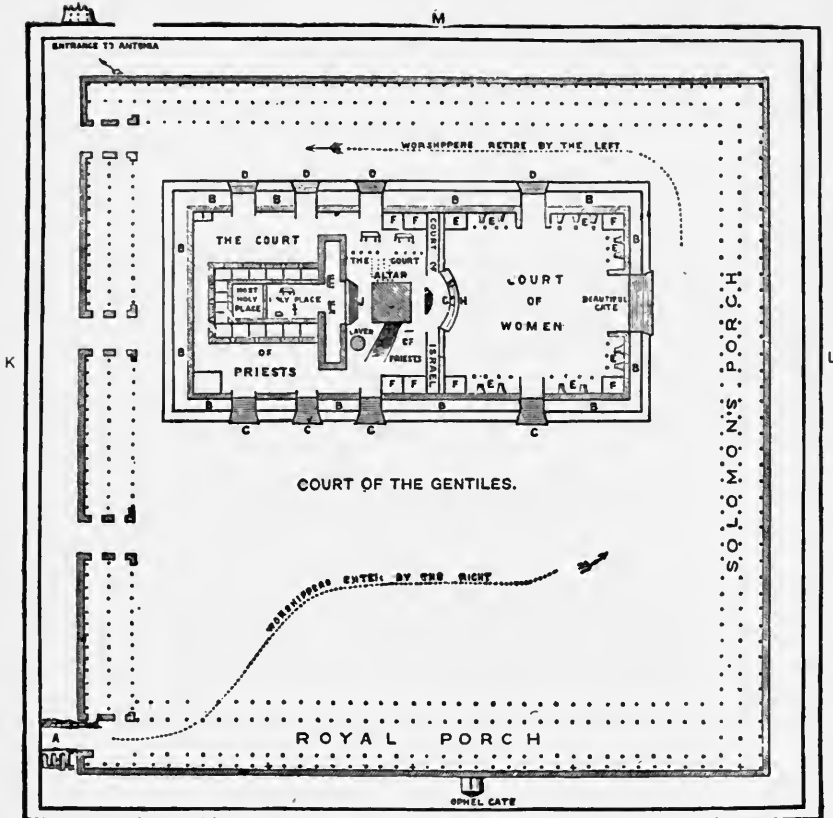 M
ENTRANCE TO ANTONIA
WORSHIPPERS RETIRE BY THE LEFT
D D D D
B B B B
F F E E F
THE COURT
THE COURT
COURT OF
E
B
B
ALTAR
COURT
OF
WOMEN
MOST
HOLY
PLACE
HOLY PLACE
J
G H
BEAUTIFUL
GATE
LAVER
OF
PRIESTS
ISRAEL
OF
PRIESTS
K
L
B
E
B
F F F E E F
B B B B
C C C C
SOLOMONS PORCH
COURT OF THE GENTILES.
WORSHIPPERS ENTER BY THE RIGHT
A
ROYAL PORCH
OPHEL GATE